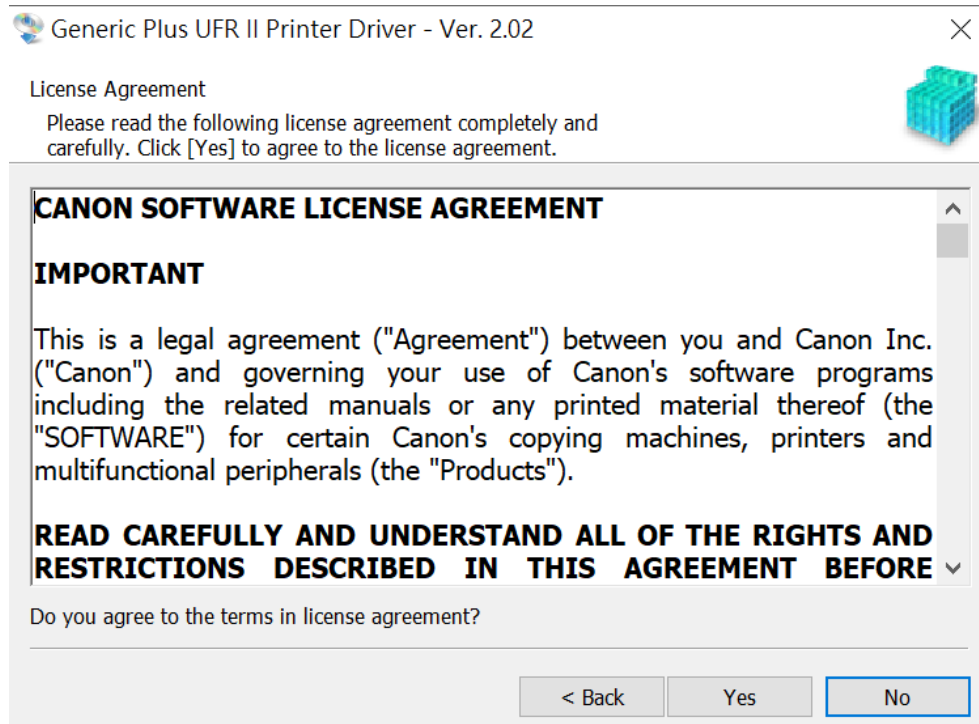 Generic Plus UFR II Printer Driver - Ver. 2.02
License Agreement
Please read the following license agreement completely and
carefully. Click [Yes] to agree to the license agreement.
CANON SOFTWARE LICENSE AGREEMENT
IMPORTANT
This is a legal agreement ("Agreement") between you and Canon Inc.
("Canon") and governing your use of Canon's software programs
including the related manuals or any printed material thereof (the
"SOFTWARE") for certain Canon's copying machines, printers and
multifunctional peripherals (the "Products").
READ CAREFULLY AND UNDERSTAND ALL OF THE RIGHTS AND
RESTRICTIONS DESCRIBED IN THIS AGREEMENT BEFORE
Do you agree to the terms in license agreement?
< Back Yes No